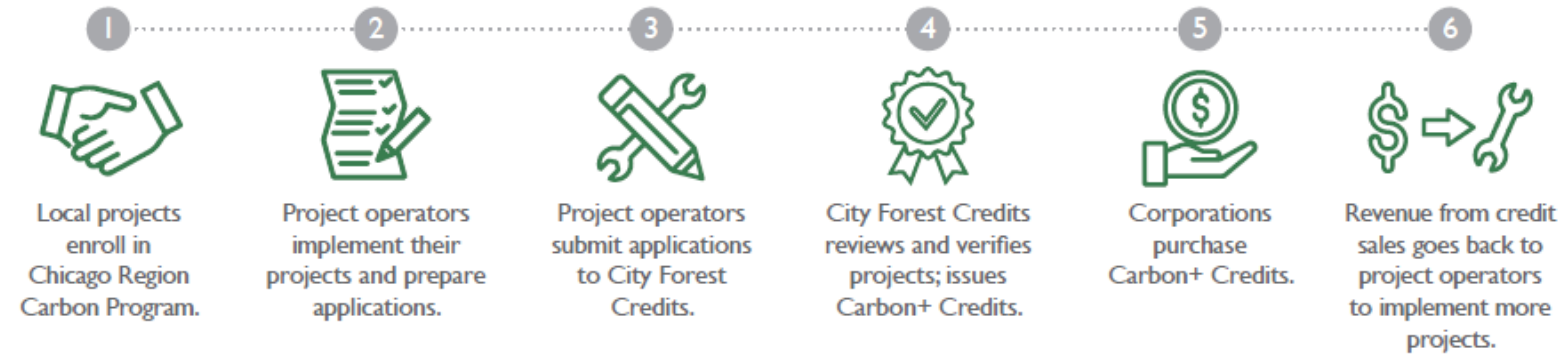 1
2
3
4
5
6
Local projects
enroll in
Chicago Region
Carbon Program.
Project operators
implement their
projects and prepare
applications.
Project operators
submit applications
to City Forest
Credits.
City Forest Credits
reviews and verifies
projects; issues
Carbon+ Credits.
$
Corporations
purchase
Carbon+ Credits.
$
Revenue from credit
sales goes back to
project operators
to implement more
projects.